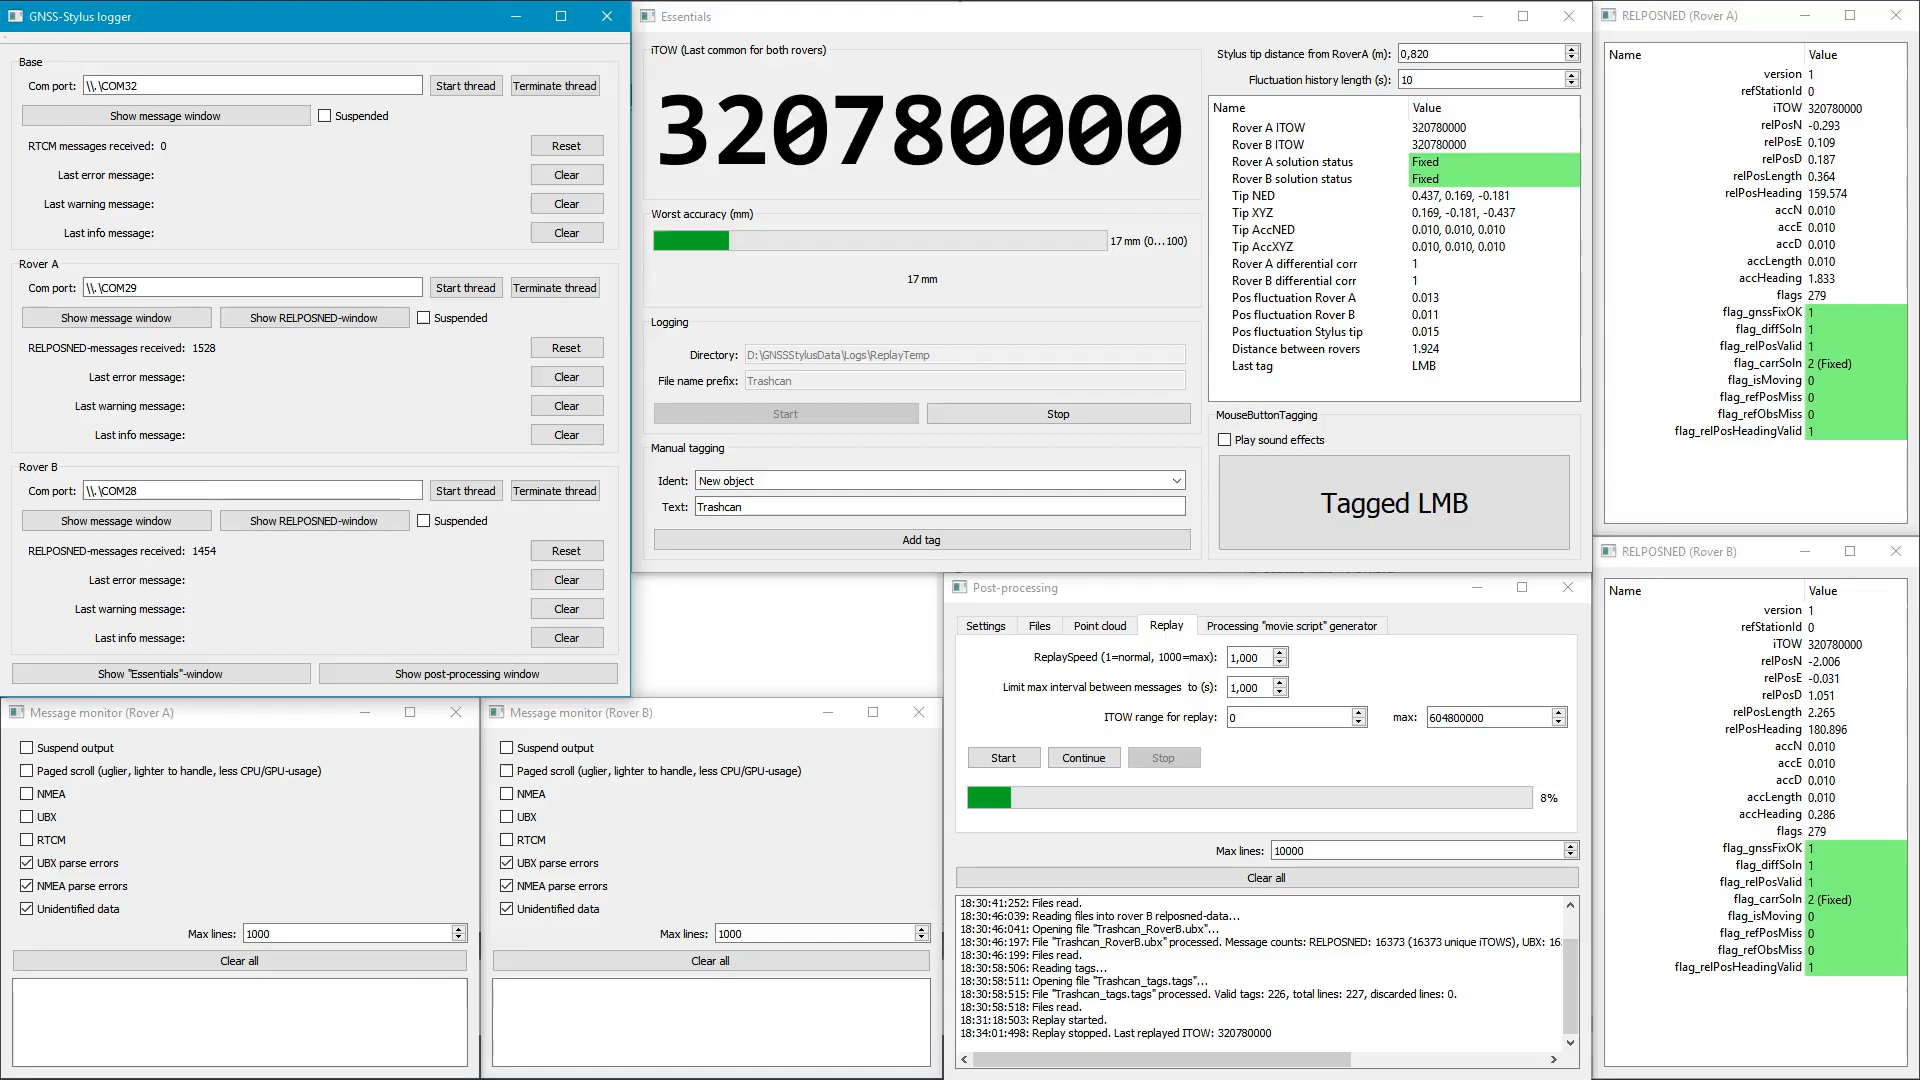 GNSS-Stylus logger
Base
Com port: \\.\COM32 Start thread Terminate thread
Show message window Suspended
RTCM messages received: 0 Reset
Last error message: Clear
Last warning message: Clear
Last info message: Clear
Rover A
Com port: \\.\COM29 Start thread Terminate thread
Show message window Show RELPOSNED-window Suspended
RELPOSNED-messages received: 1528 Reset
Last error message: Clear
Last warning message: Clear
Last info message: Clear
Rover B
Com port: \\.\COM28 Start thread Terminate thread
Show message window Show RELPOSNED-window Suspended
RELPOSNED-messages received: 1454 Reset
Last error message: Clear
Last warning message: Clear
Last info message: Clear
Show "Essentials"-window Show post-processing window
Essentials
iTOW (Last common for both rovers)
320780000
Worst accuracy (mm)
17 mm (0...100)
17 mm
Logging
Directory: D:\GNSSStylusData\Logs\ReplayTemp
File name prefix: Trashcan
Start Stop
Manual tagging
Ident: New object
Text: Trashcan
Add tag
Stylus tip distance from RoverA (m): 0,820
Fluctuation history length (s): 10
Name Value
Rover A ITOW 320780000
Rover B ITOW 320780000
Rover A solution status Fixed
Rover B solution status Fixed
Tip NED 0.437, 0.169, -0.181
Tip XYZ 0.169, -0.181, -0.437
Tip AccNED 0.010, 0.010, 0.010
Tip AccXYZ 0.010, 0.010, 0.010
Rover A differential corr 1
Rover B differential corr 1
Pos fluctuation Rover A 0.013
Pos fluctuation Rover B 0.011
Pos fluctuation Stylus tip 0.015
Distance between rovers 1.924
Last tag LMB
MouseButtonTagging
Play sound effects
Tagged LMB
RELPOSNED (Rover A)
Name Value
version 1
refStationId 0
iTOW 320780000
relPosN -0.293
relPosE 0.109
relPosD 0.187
relPosLength 0.364
relPosHeading 159.574
accN 0.010
accE 0.010
accD 0.010
accLength 0.010
accHeading 1.833
flags 279
flag_gnssFixOK 1
flag_diffSoln 1
flag_relPosValid 1
flag_carrSoln 2 (Fixed)
flag_isMoving 0
flag_refPosMiss 0
flag_refObsMiss 0
flag_relPosHeadingValid 1
RELPOSNED (Rover B)
Name Value
version 1
refStationId 0
iTOW 320780000
relPosN -2.006
relPosE -0.031
relPosD 1.051
relPosLength 2.265
relPosHeading 180.896
accN 0.010
accE 0.010
accD 0.010
accLength 0.010
accHeading 0.286
flags 279
flag_gnssFixOK 1
flag_diffSoln 1
flag_relPosValid 1
flag_carrSoln 2 (Fixed)
flag_isMoving 0
flag_refPosMiss 0
flag_refObsMiss 0
flag_relPosHeadingValid 1
Message monitor (Rover A)
Suspend output
Paged scroll (uglier, lighter to handle, less CPU/GPU-usage)
NMEA
UBX
RTCM
UBX parse errors
NMEA parse errors
Unidentified data
Max lines: 1000
Clear all
Message monitor (Rover B)
Suspend output
Paged scroll (uglier, lighter to handle, less CPU/GPU-usage)
NMEA
UBX
RTCM
UBX parse errors
NMEA parse errors
Unidentified data
Max lines: 1000
Clear all
Post-processing
Settings Files Point cloud Replay Processing "movie script" generator
ReplaySpeed (1=normal, 1000=max): 1,000
Limit max interval between messages to (s): 1,000
ITOW range for replay: 0 max: 604800000
Start Continue Stop
8%
Max lines: 10000
Clear all
18:30:41:252: Files read.
18:30:46:039: Reading files into rover B relposned-data...
18:30:46:041: Opening file "Trashcan_RoverB.ubx"...
18:30:46:197: File "Trashcan_RoverB.ubx" processed. Message counts: RELPOSNED: 16373 (16373 unique iTOWS), UBX: 16
18:30:46:199: Files read.
18:30:58:506: Reading tags...
18:30:58:511: Opening file "Trashcan_tags.tags"...
18:30:58:515: File "Trashcan_tags.tags" processed. Valid tags: 226, total lines: 227, discarded lines: 0.
18:30:58:518: Files read.
18:31:18:503: Replay started.
18:34:01:498: Replay stopped. Last replayed ITOW: 320780000